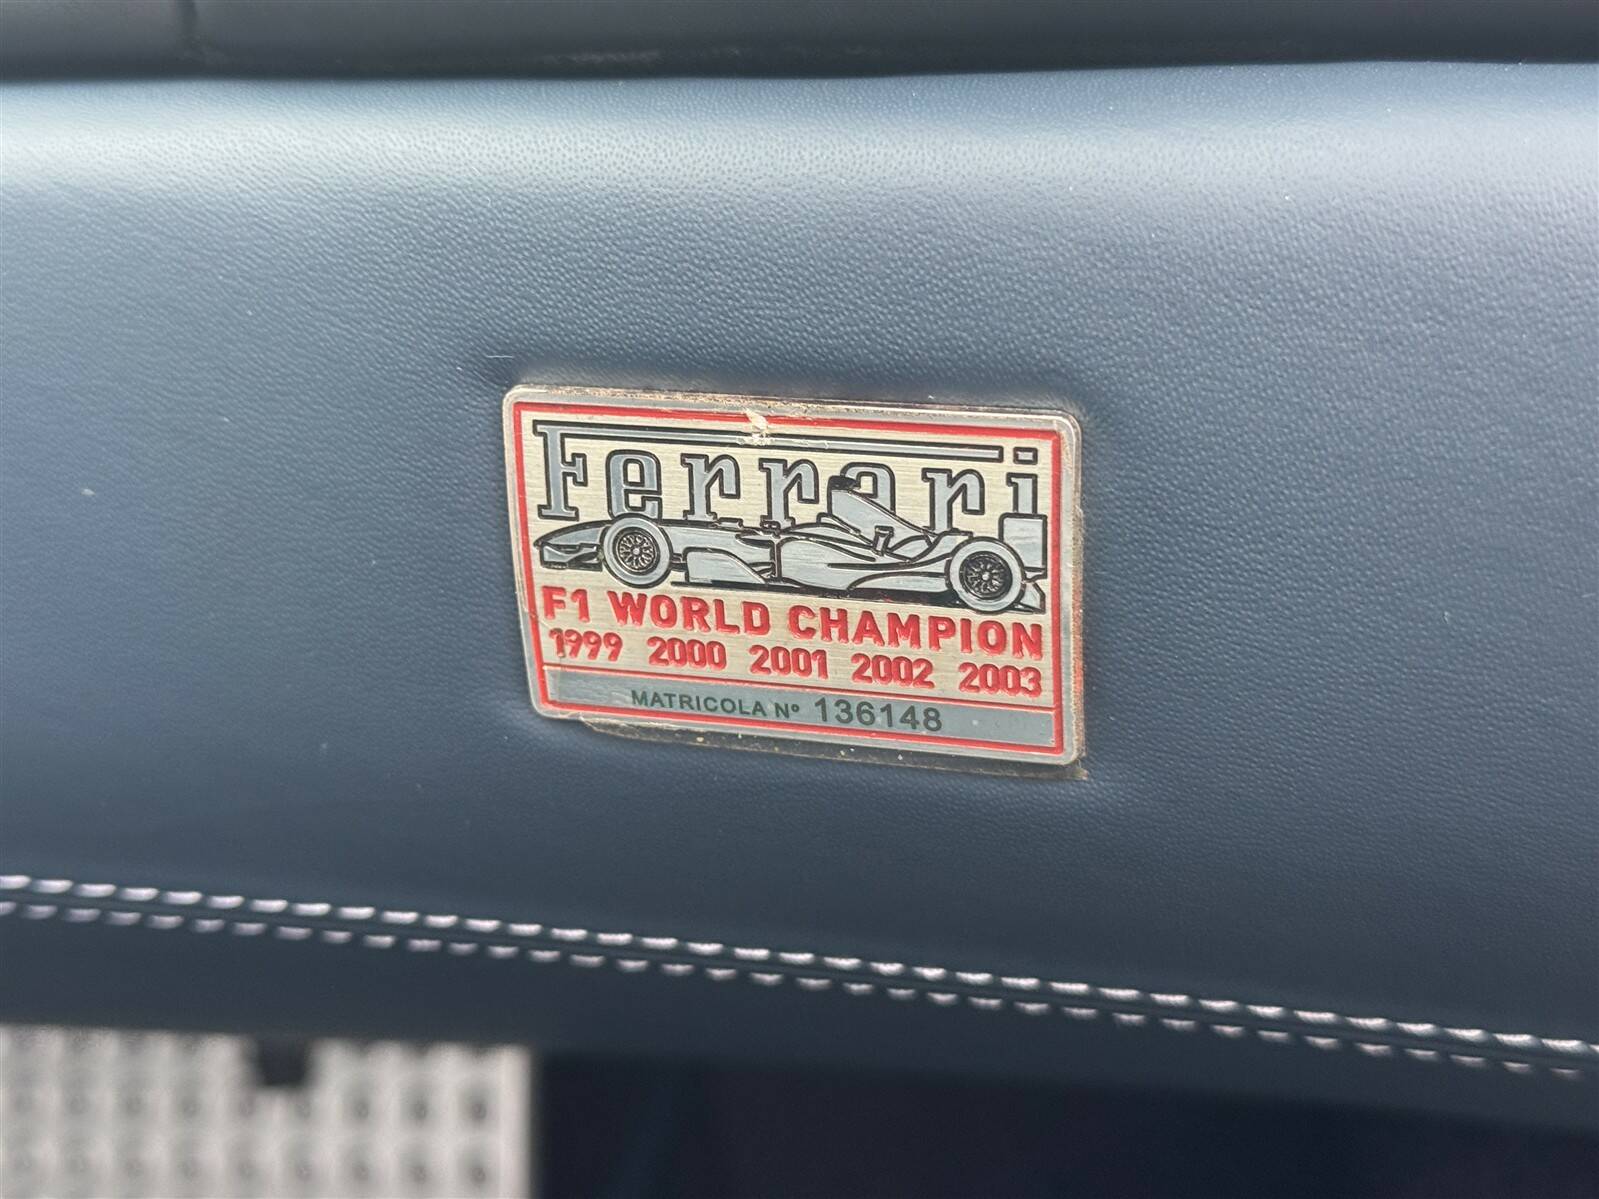 Ferrari
F1 WORLD CHAMPION
1999 2000 2001 2002 2003
MATRICOLA Nº 136148